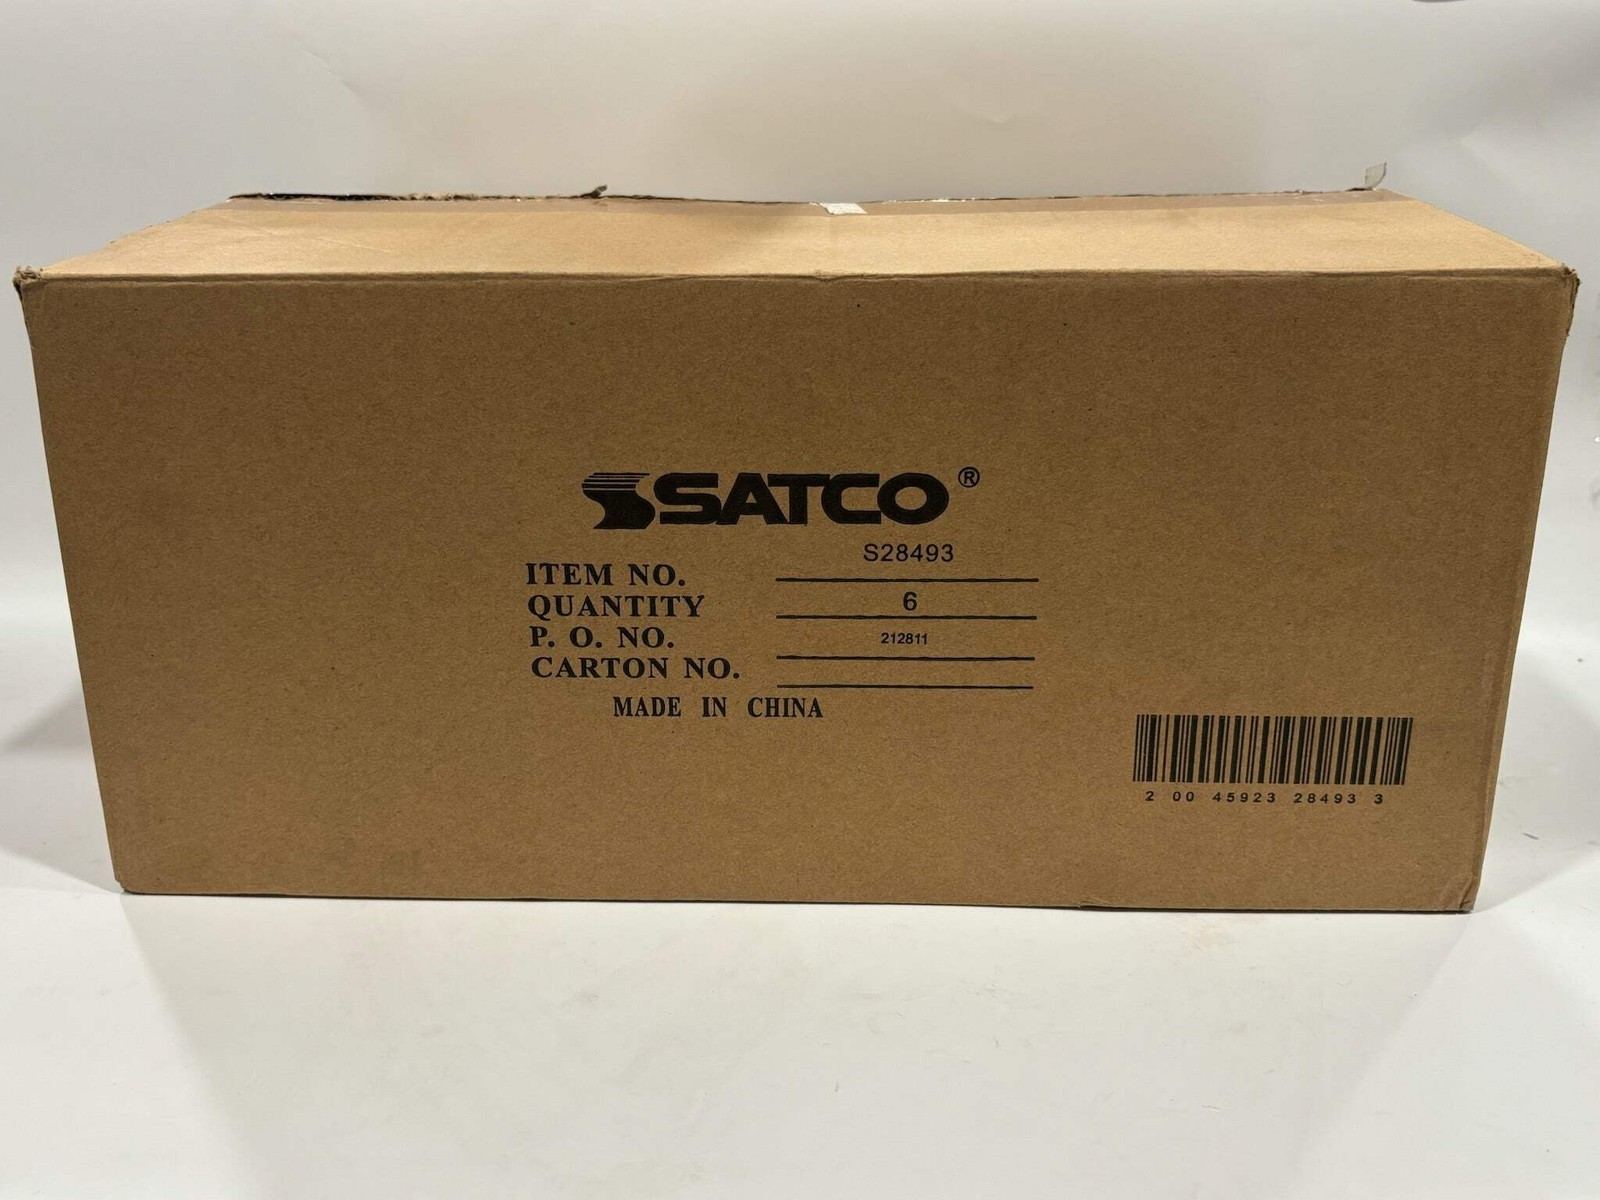 SATCO®
ITEM NO. S28493
QUANTITY 6
P. O. NO. 212811
CARTON NO.
MADE IN CHINA
2 00 45923 28493 3